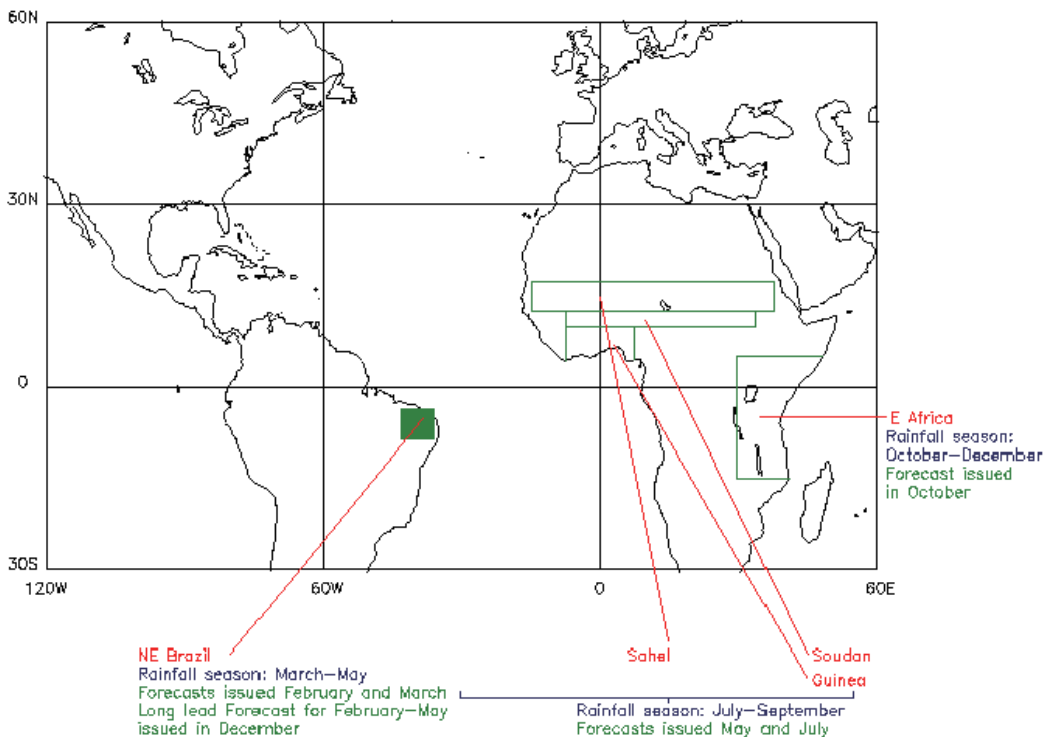 60N
30N
0
30S
120W
60W
0
60E
E Africa
Rainfall season:
October-December
Forecast issued
in October
NE Brazil
Rainfall season: March-May
Forecasts issued February and March
Long lead Forecast for February-May
issued in December
Sahel
Soudan
Guinea
Rainfall season: July-September
Forecasts issued May and July